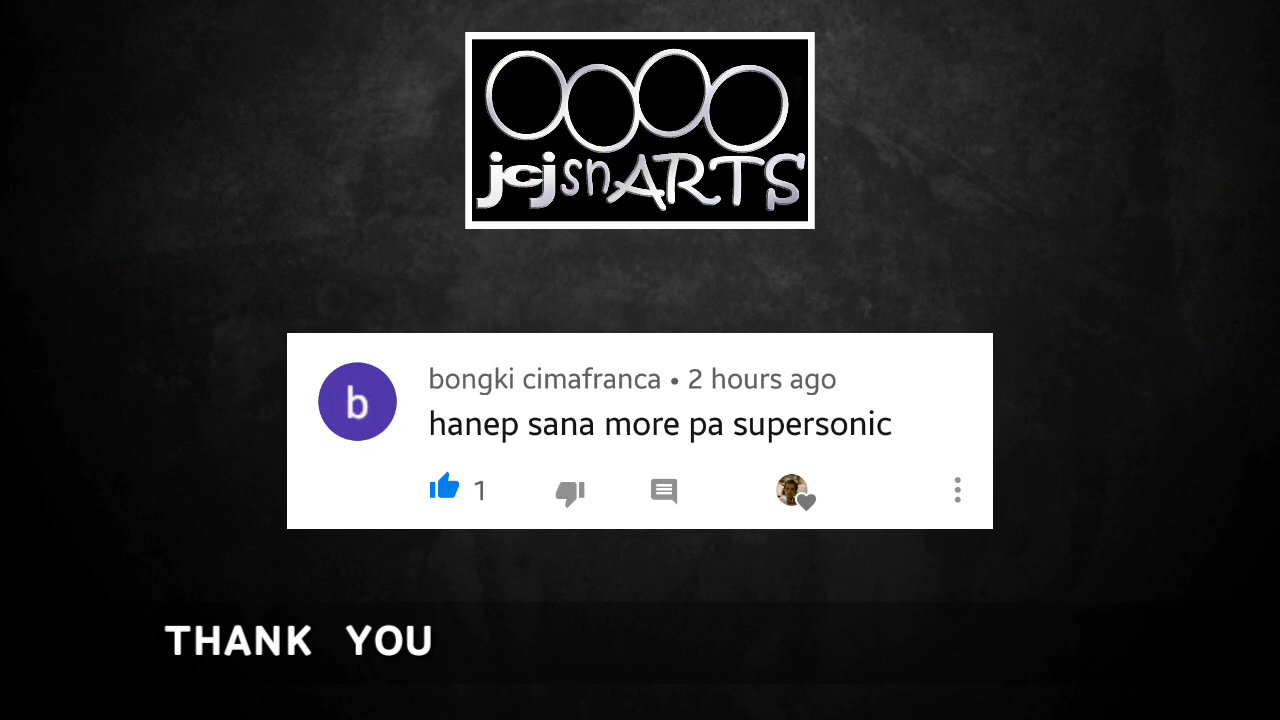 jcjsnARTS
b
bongki cimafranca • 2 hours ago
hanep sana more pa supersonic
1
THANK YOU